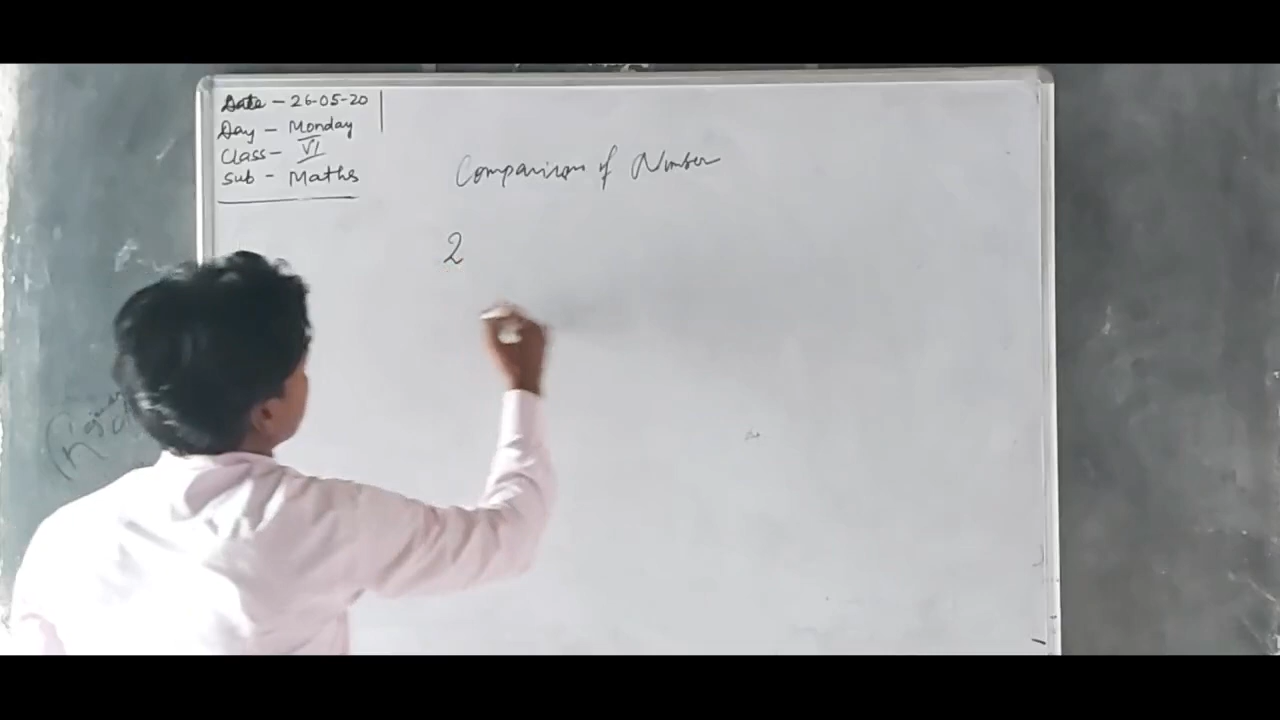 Date - 26-05-20
Day - Monday
Class - VI
Sub - Maths
Comparison of Number
2